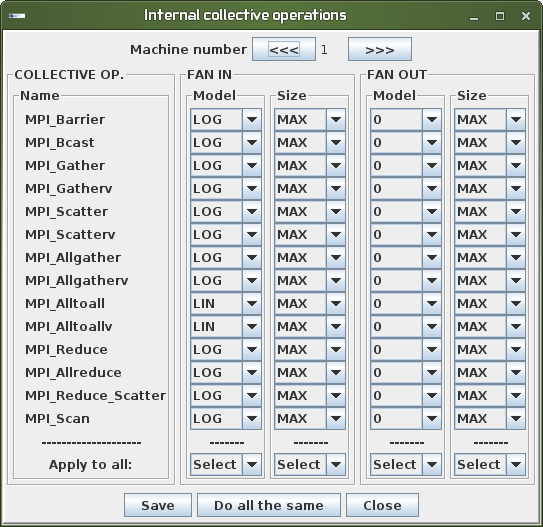 Internal collective operations
Machine number <<< 1 >>>
COLLECTIVE OP. FAN IN FAN OUT
Name Model Size Model Size
MPI_Barrier LOG MAX 0 MAX
MPI_Bcast LOG MAX 0 MAX
MPI_Gather LOG MAX 0 MAX
MPI_Gatherv LOG MAX 0 MAX
MPI_Scatter LOG MAX 0 MAX
MPI_Scatterv LOG MAX 0 MAX
MPI_Allgather LOG MAX 0 MAX
MPI_Allgatherv LOG MAX 0 MAX
MPI_Alltoall LIN MAX 0 MAX
MPI_Alltoallv LIN MAX 0 MAX
MPI_Reduce LOG MAX 0 MAX
MPI_Allreduce LOG MAX 0 MAX
MPI_Reduce_Scatter LOG MAX 0 MAX
MPI_Scan LOG MAX 0 MAX
-------------------- ------- ------- ------- -------
Apply to all: Select Select Select Select
Save Do all the same Close